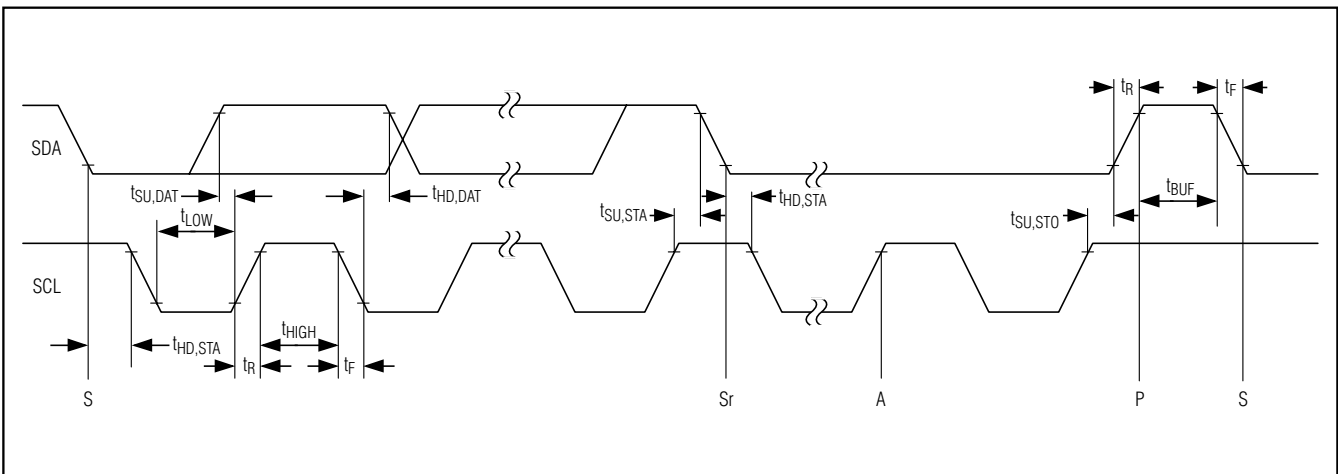 tR
tF
SDA
tSU,DAT
tHD,DAT
tBUF
tLOW
tSU,STA
tHD,STA
tSU,STO
SCL
tHD,STA
tR
tHIGH
tF
S
Sr
A
P
S